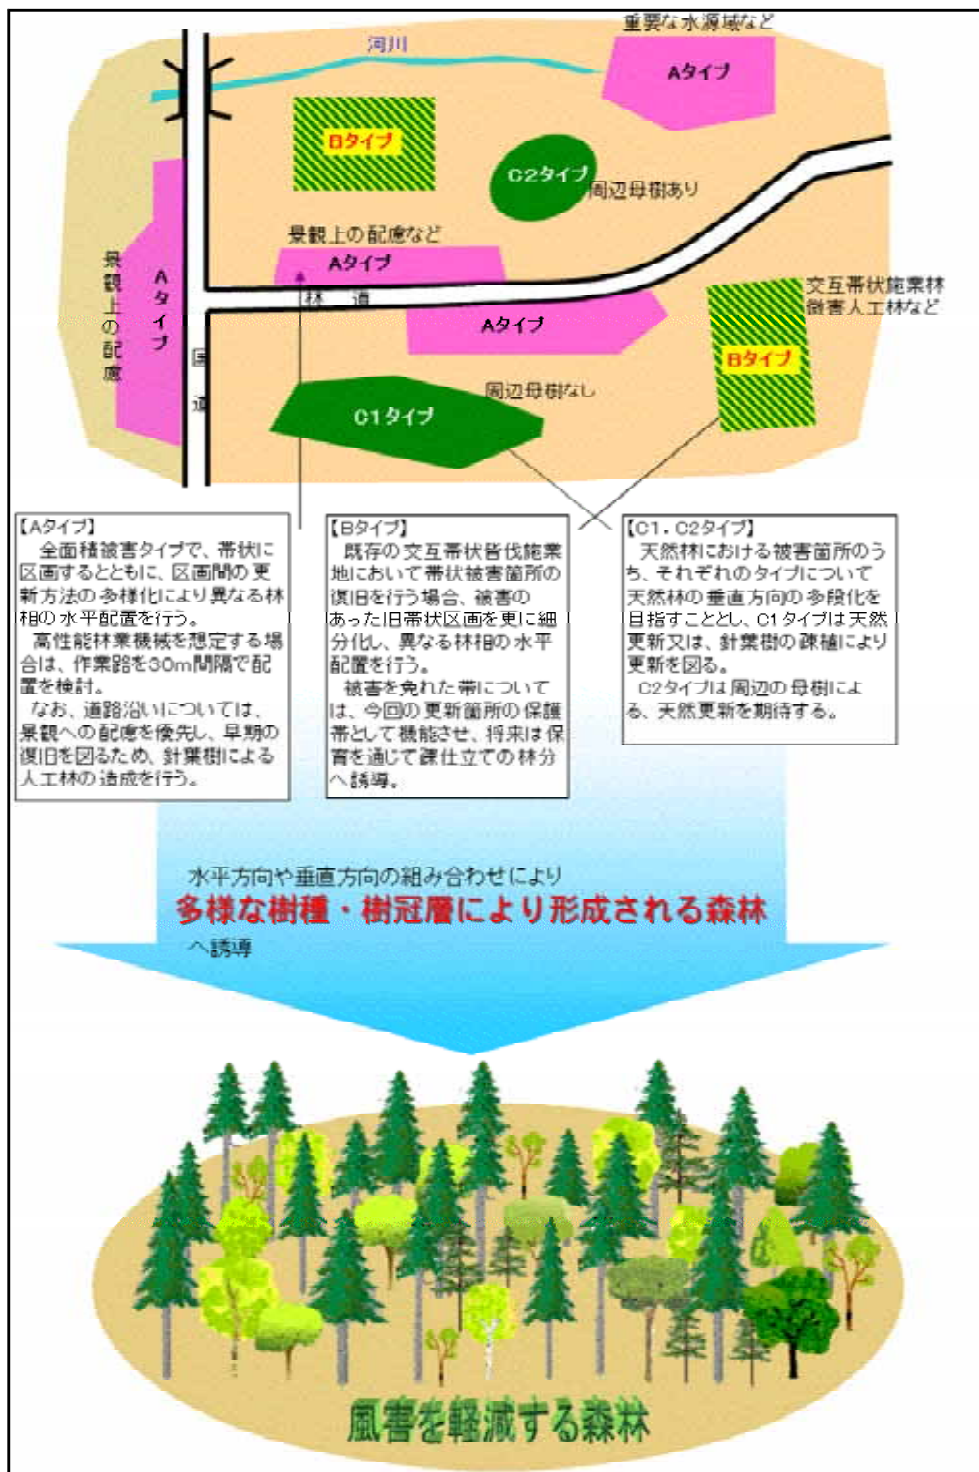 重要な水源域など
河川
Aタイプ
Bタイプ
C2タイプ
周辺母樹あり
景観上の配慮など
Aタイプ
景観上の配慮
Aタイプ
林道
交互帯状施業林
微害人工林など
Aタイプ
Bタイプ
国道
周辺母樹なし
C1タイプ
【Aタイプ】
全面積被害タイプで、帯状に
区画するとともに、区画間の更
新方法の多様化により異なる林
相の水平配置を行う。
高性能林業機械を想定する場
合は、作業路を30m間隔で配
置を検討。
なお、道路沿いについては、
景観への配慮を優先し、早期の
復旧を図るため、針葉樹による
人工林の造成を行う。
【Bタイプ】
既存の交互帯状皆伐施業
地において帯状被害箇所の
復旧を行う場合、被害の
あった旧帯状区画を更に細
分化し、異なる林相の水平
配置を行う。
被害を免れた帯について
は、今回の更新箇所の保護
帯として機能させ、将来は保
育を通じて疎仕立ての林分
へ誘導。
【C1．C2タイプ】
天然林における被害箇所のう
ち、それぞれのタイプについて
天然林の垂直方向の多段化を
目指すこととし、C1タイプは天然
更新又は、針葉樹の疎植により
更新を図る。
C2タイプは周辺の母樹によ
る、天然更新を期待する。
水平方向や垂直方向の組み合わせにより
多様な樹種・樹冠層により形成される森林
へ誘導
風害を軽減する森林